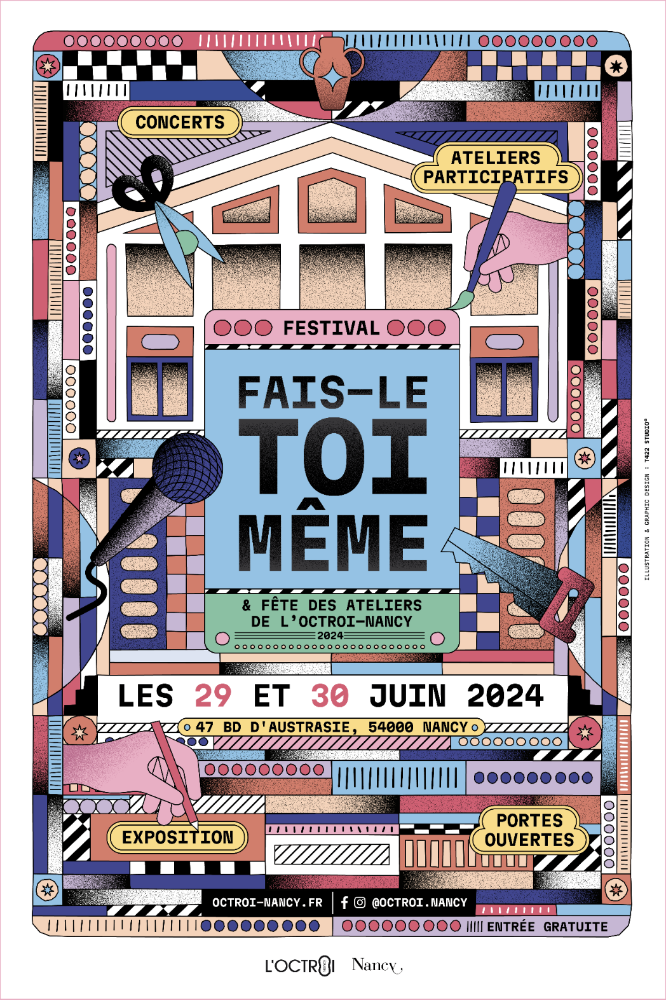 CONCERTS
ATELIERS
PARTICIPATIFS
FESTIVAL
FAIS-LE
TOI
MÊME
& FÊTE DES ATELIERS
DE L'OCTROI-NANCY
2024
LES 29 ET 30 JUIN 2024
47 BD D'AUSTRASIE, 54000 NANCY
EXPOSITION
PORTES
OUVERTES
OCTROI-NANCY.FR
@OCTROI.NANCY
ENTRÉE GRATUITE
L'OCTROI
Nancy,
ILLUSTRATION & GRAPHIC DESIGN : T422 STUDIO®